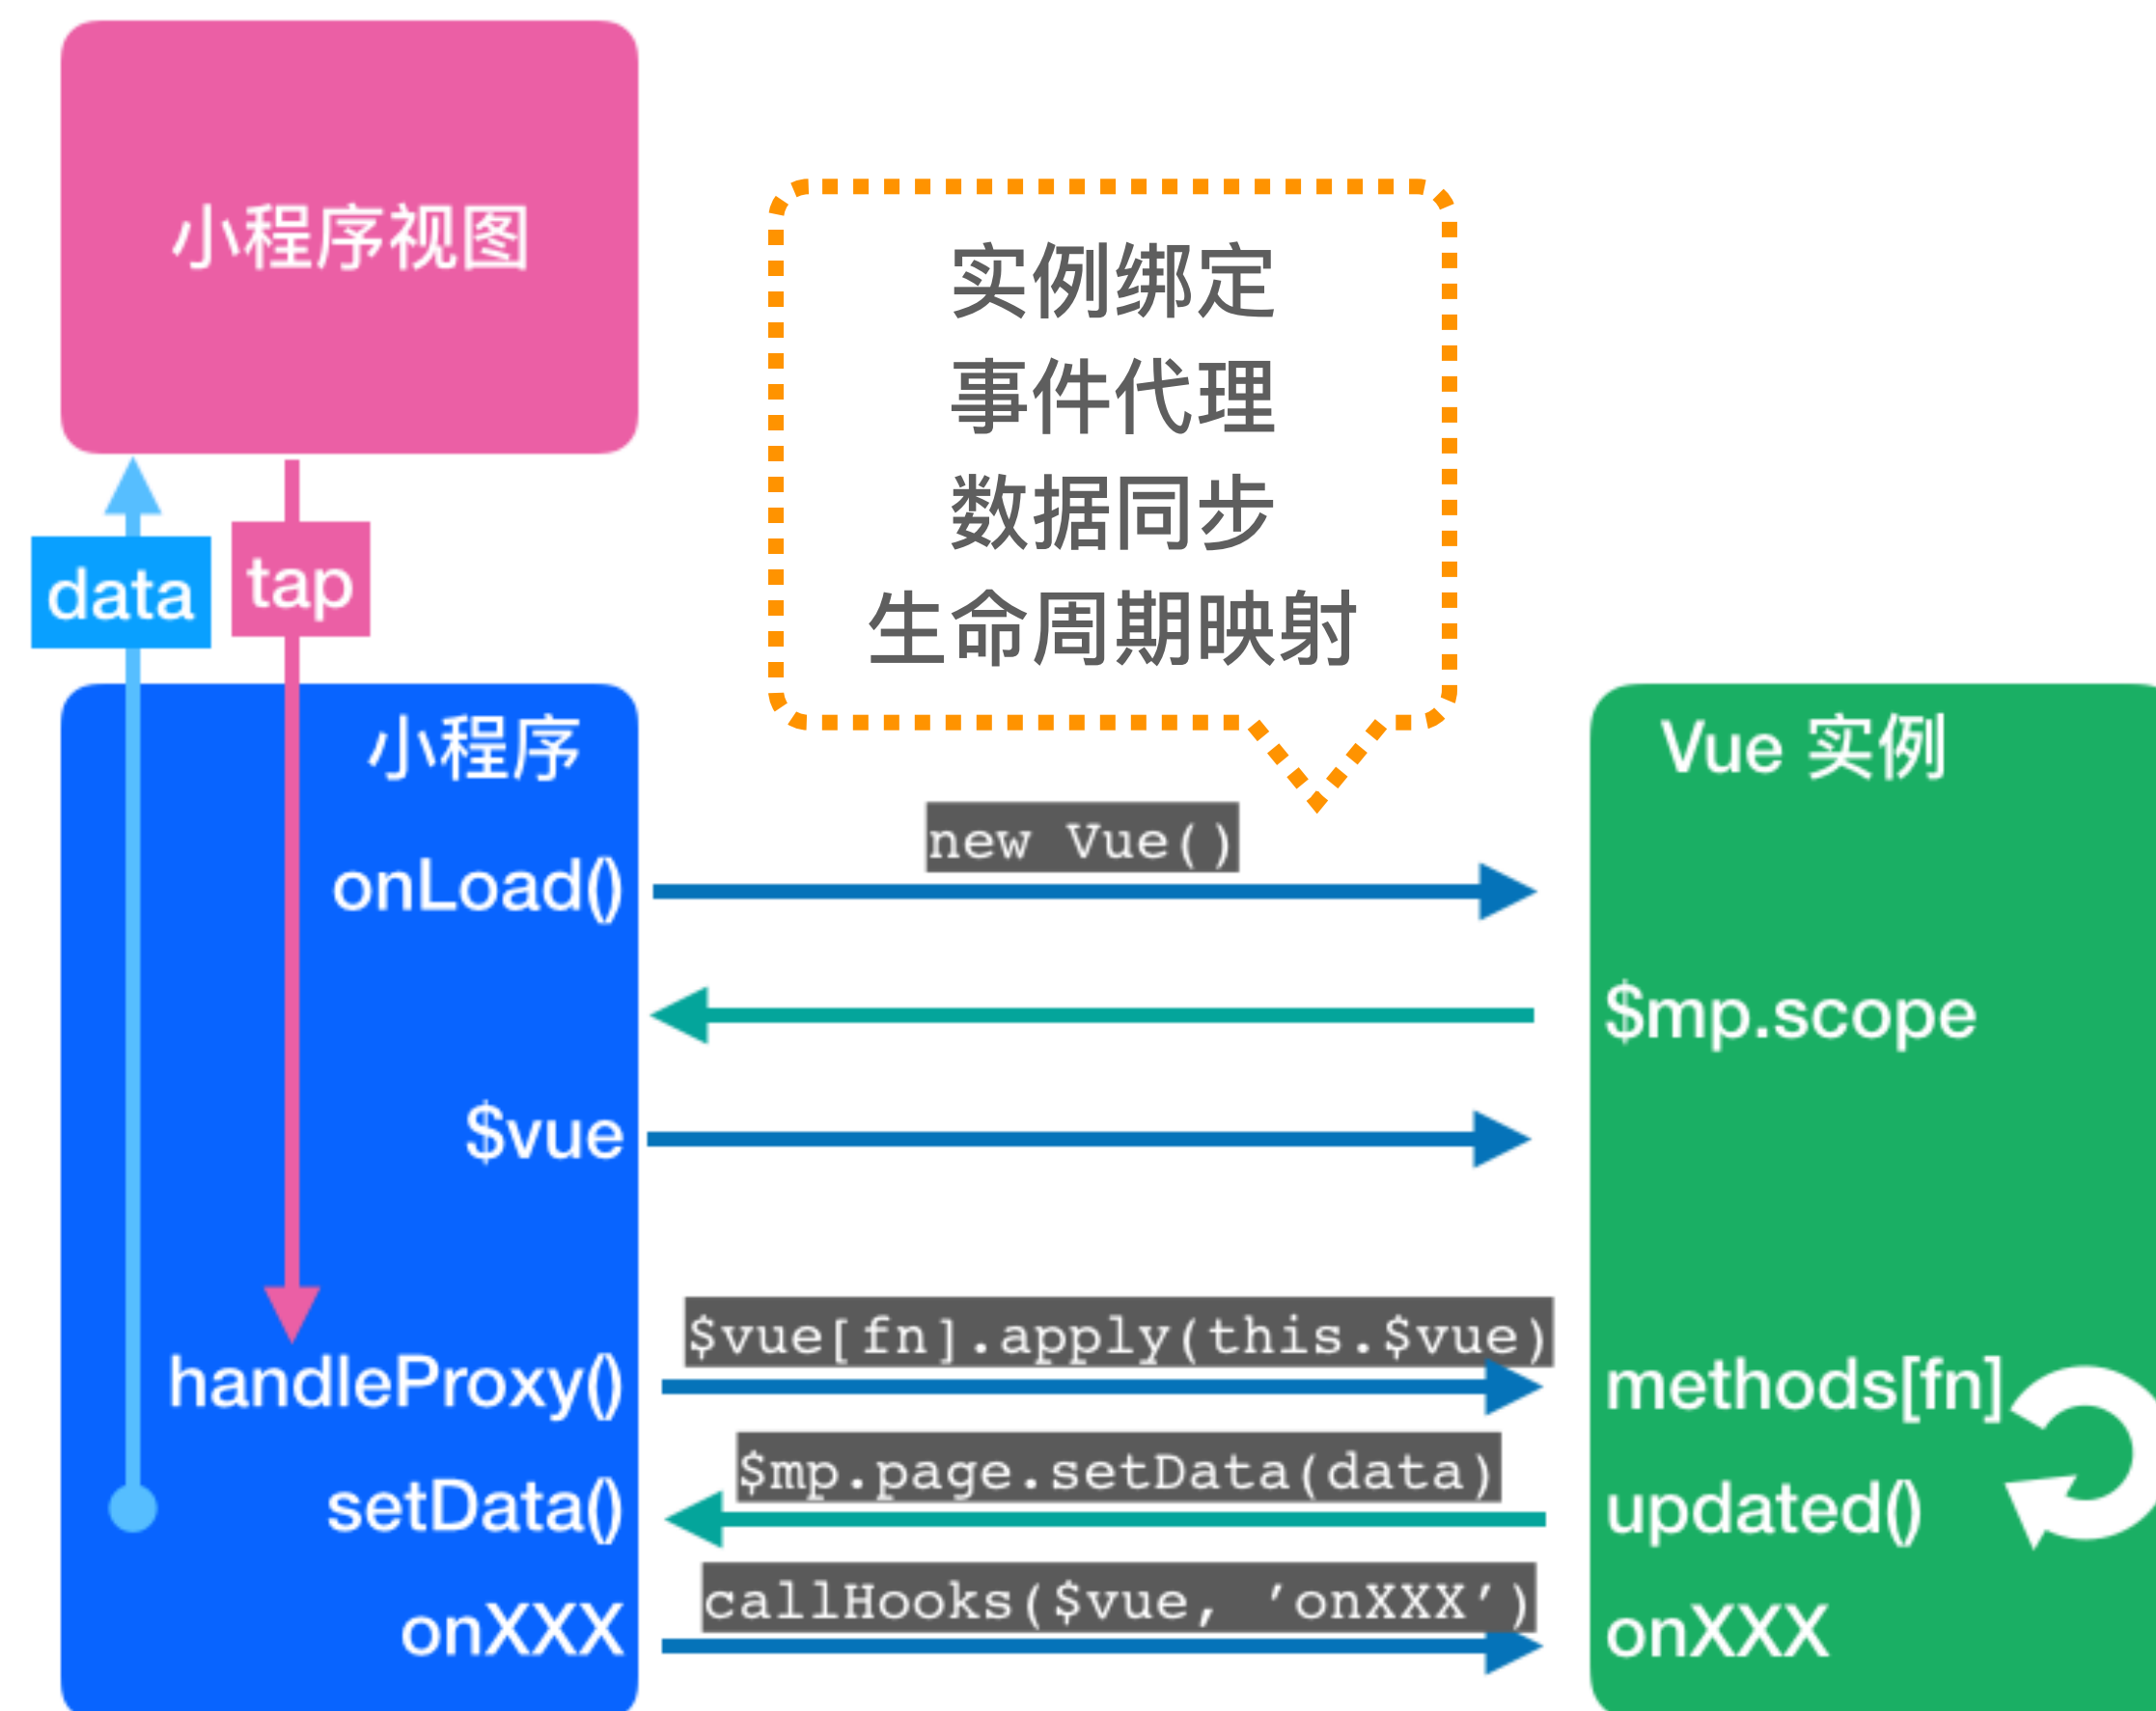 小程序视图
实例绑定
事件代理
数据同步
生命周期映射
data
tap
小程序
Vue 实例
new Vue()
onLoad()
$mp.scope
$vue
$vue[fn].apply(this.$vue)
handleProxy()
methods[fn]
$mp.page.setData(data)
setData()
updated()
callHooks($vue, ’onXXX’)
onXXX
onXXX